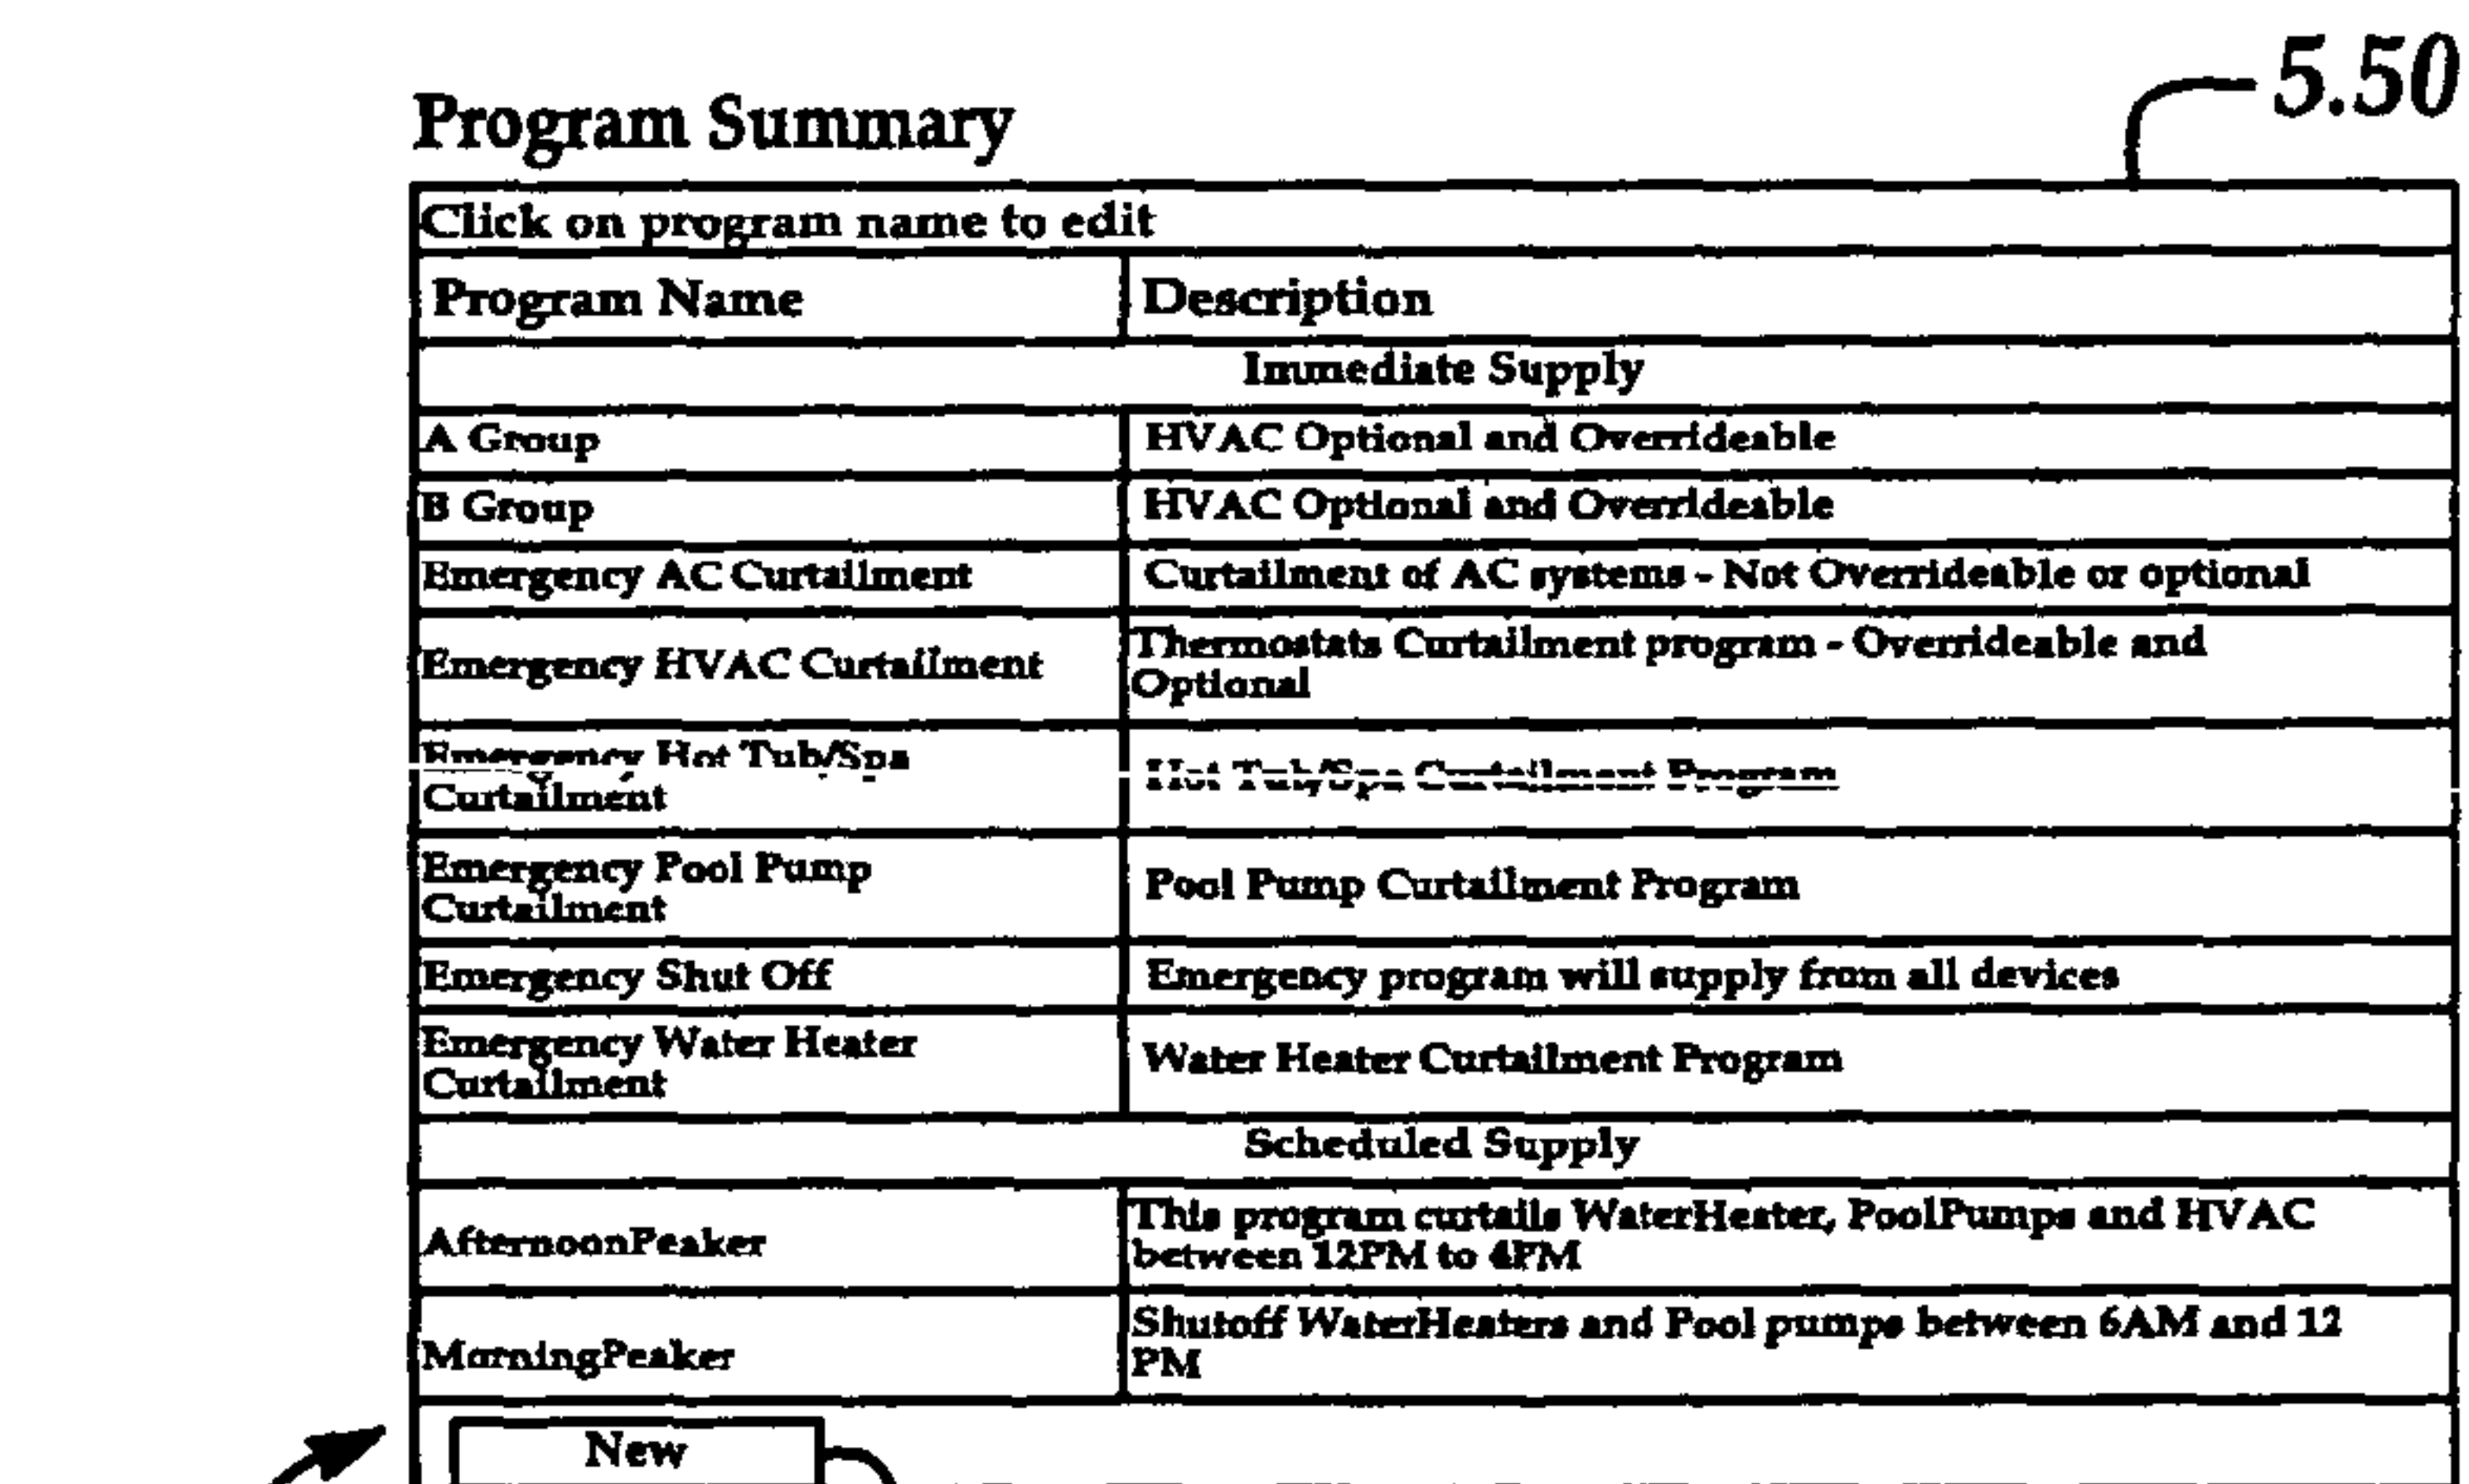 5.50
Program Summary
Click on program name to edit
Program Name Description
Immediate Supply
A Group HVAC Optional and Overrideable
B Group HVAC Optional and Overrideable
Emergency AC Curtailment Curtailment of AC systems - Not Overrideable or optional
Emergency HVAC Curtailment Thermostats Curtailment program - Overrideable and
Optional
Emergency Hot Tub/Spa
Curtailment
Hot Tub/Spa Curtailment Program
Emergency Pool Pump
Curtailment
Pool Pump Curtailment Program
Emergency Shut Off Emergency program will supply from all devices
Emergency Water Heater
Curtailment
Water Heater Curtailment Program
Scheduled Supply
AfternoonPeaker
This program curtails WaterHeater, PoolPumps and HVAC
between 12PM to 4PM
MorningPeaker
Shutoff WaterHeaters and Pool pumps between 6AM and 12
PM
New